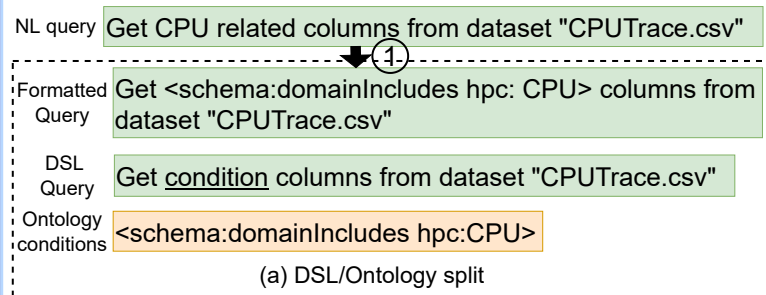 NL query Get CPU related columns from dataset "CPUTrace.csv"
1
Formatted Query Get <schema:domainIncludes hpc: CPU> columns from
dataset "CPUTrace.csv"
DSL Query Get condition columns from dataset "CPUTrace.csv"
Ontology conditions <schema:domainIncludes hpc:CPU>
(a) DSL/Ontology split